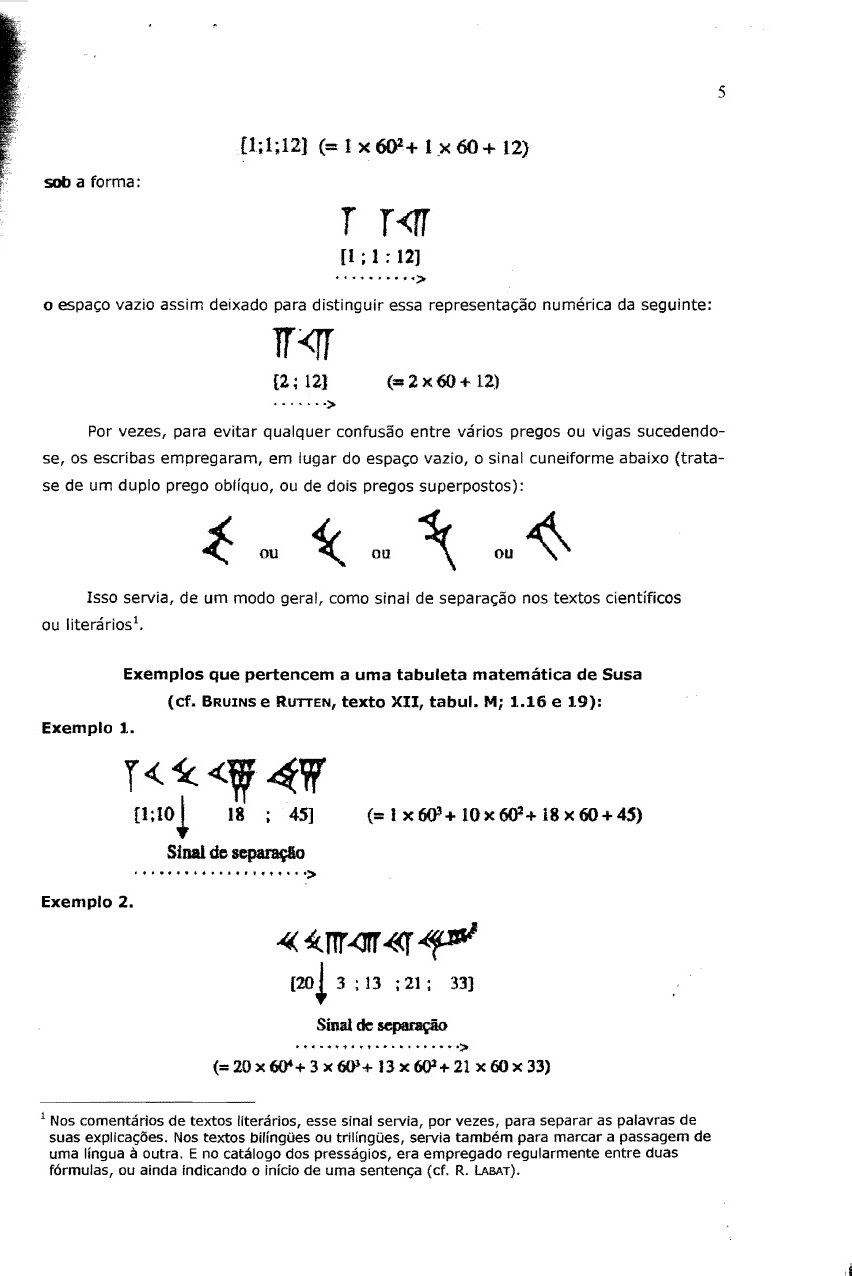 5
[1;1;12] (= 1 x 60²+ 1 x 60 + 12)
sob a forma:
𒁹 𒁹𒌋𒈫
[1 ; 1 : 12]
··········>
o espaço vazio assim deixado para distinguir essa representação numérica da seguinte:
𒈫𒌋𒈫
[2 ; 12] (= 2 x 60 + 12)
·······>
Por vezes, para evitar qualquer confusão entre vários pregos ou vigas sucedendo-
se, os escribas empregaram, em lugar do espaço vazio, o sinal cuneiforme abaixo (trata-
se de um duplo prego oblíquo, ou de dois pregos superpostos):
ou ou ou
Isso servia, de um modo geral, como sinal de separação nos textos científicos
ou literários¹.
Exemplos que pertencem a uma tabuleta matemática de Susa
(cf. BRUINS e RUTTEN, texto XII, tabul. M; 1.16 e 19):
Exemplo 1.
[1;10 18 ; 45] (= 1 x 60³+ 10 x 60²+ 18 x 60 + 45)
Sinal de separação
····················>
Exemplo 2.
[20 3 ; 13 ; 21 ; 33]
Sinal de separação
····················>
(= 20 x 60⁴+ 3 x 60³+ 13 x 60²+ 21 x 60 x 33)
¹ Nos comentários de textos literários, esse sinal servia, por vezes, para separar as palavras de
suas explicações. Nos textos bilíngües ou trilíngües, servia também para marcar a passagem de
uma língua à outra. E no catálogo dos presságios, era empregado regularmente entre duas
fórmulas, ou ainda indicando o início de uma sentença (cf. R. LABAT).